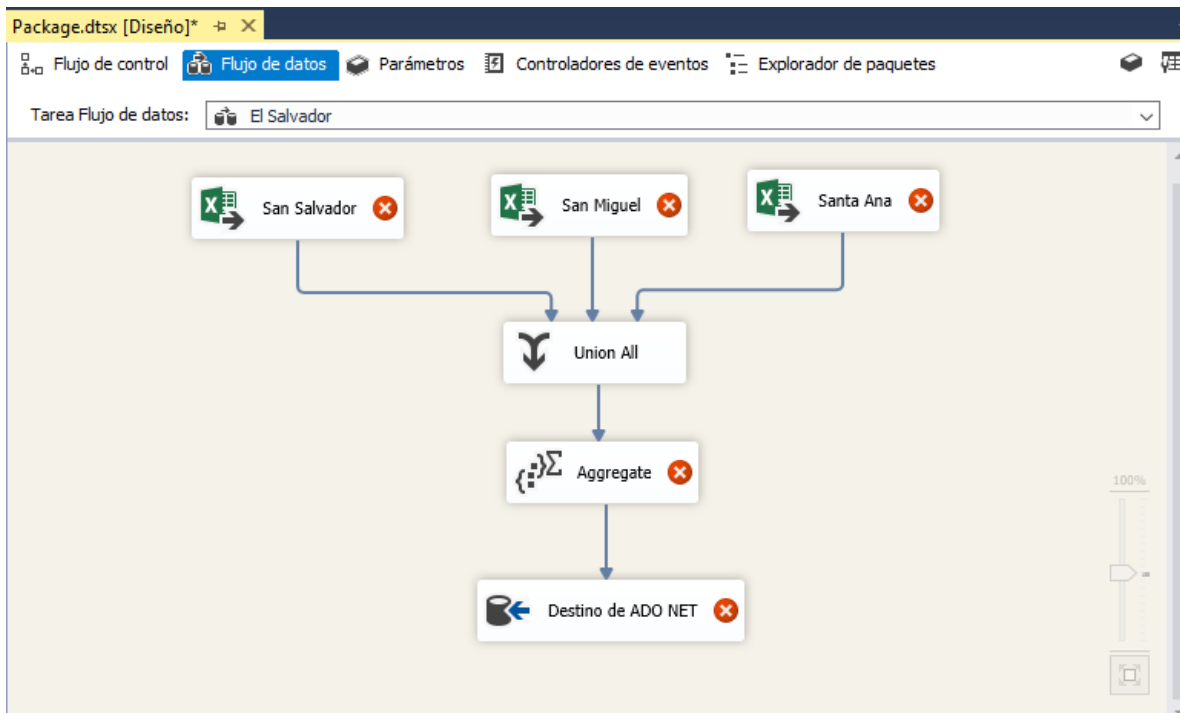 Package.dtsx [Diseño]*
Flujo de control Flujo de datos Parámetros Controladores de eventos Explorador de paquetes
Tarea Flujo de datos: El Salvador
San Salvador San Miguel Santa Ana
Union All
Aggregate
100%
Destino de ADO NET